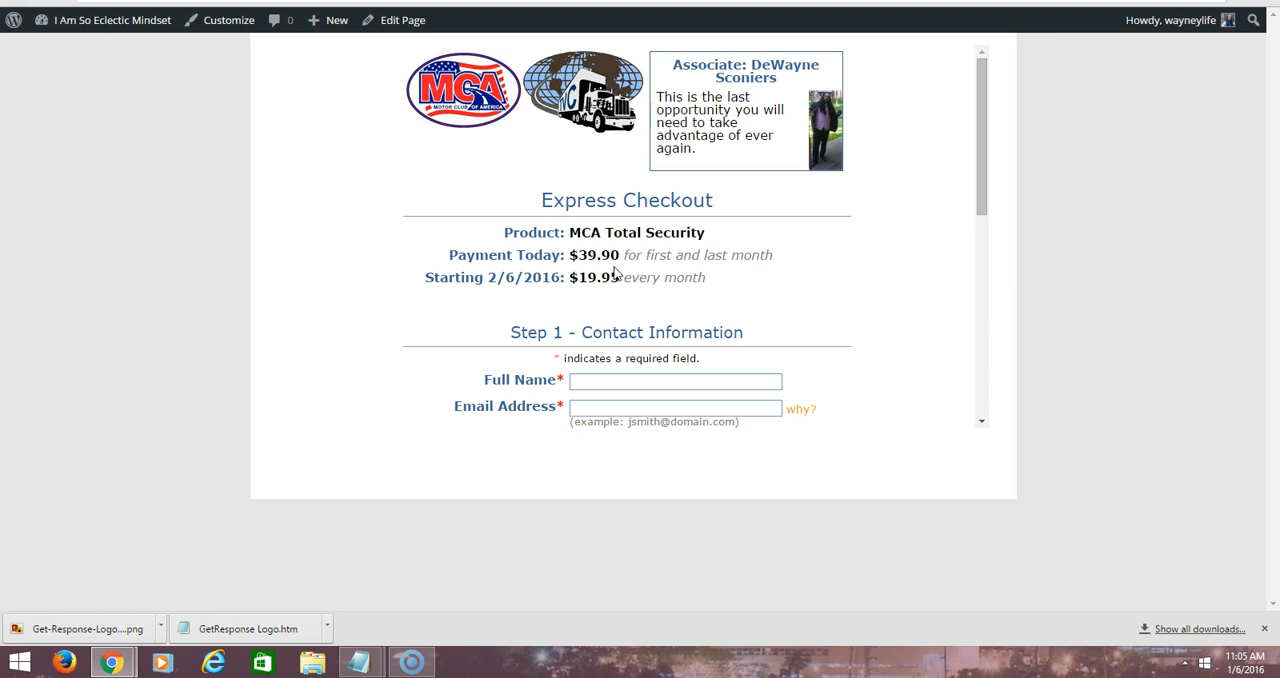 I Am So Eclectic Mindset Customize 0 New Edit Page Howdy, wayneylife
MCA
MOTOR CLUB OF AMERICA
Associate: DeWayne
Sconiers
This is the last
opportunity you will
need to take
advantage of ever
again.
Express Checkout
Product: MCA Total Security
Payment Today: $39.90 for first and last month
Starting 2/6/2016: $19.95 every month
Step 1 - Contact Information
* indicates a required field.
Full Name*
Email Address* why?
(example: jsmith@domain.com)
Get-Response-Logo....png GetResponse Logo.htm Show all downloads...
11:05 AM
1/6/2016